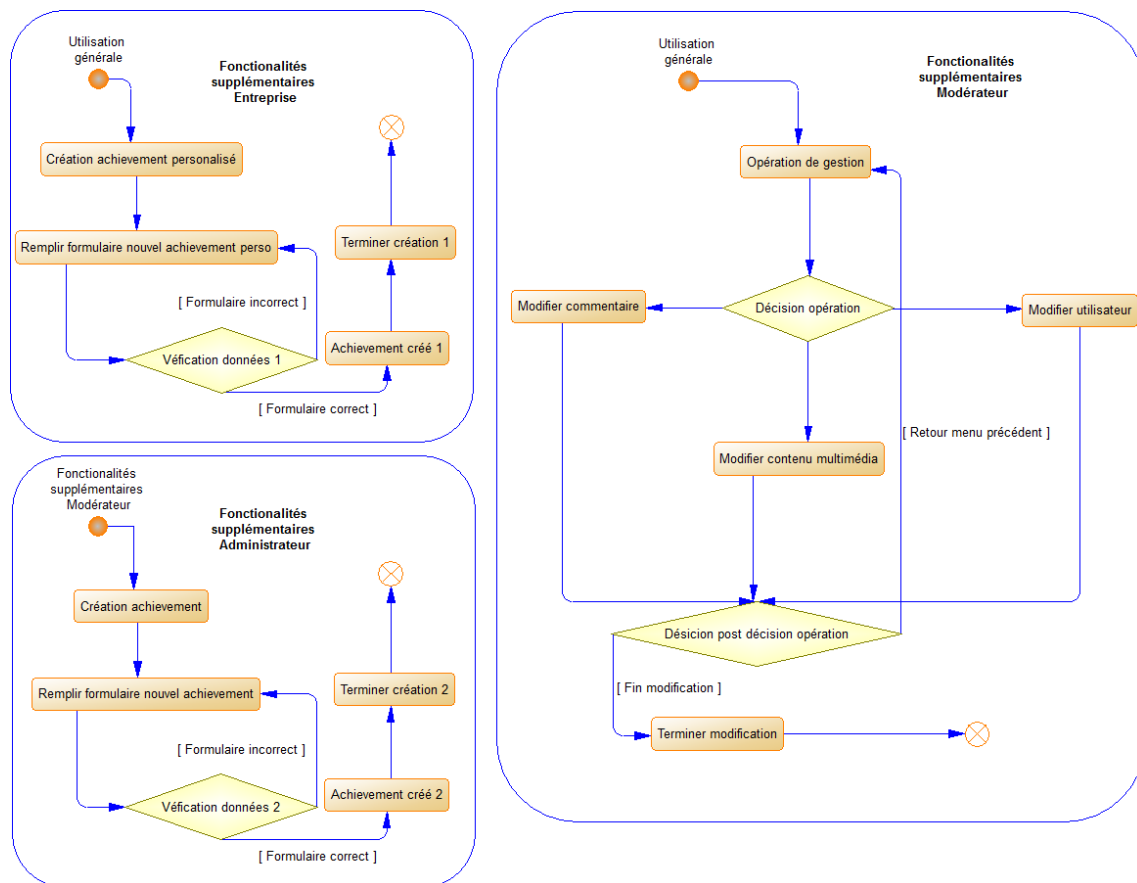 Utilisation
générale
Fonctionalités
supplémentaires
Entreprise
Création achievement personalisé
Remplir formulaire nouvel achievement perso
Terminer création 1
[ Formulaire incorrect ]
Véfication données 1
Achievement créé 1
[ Formulaire correct ]
Fonctionalités
supplémentaires
Modérateur
Fonctionalités
supplémentaires
Administrateur
Création achievement
Remplir formulaire nouvel achievement
Terminer création 2
[ Formulaire incorrect ]
Véfication données 2
Achievement créé 2
[ Formulaire correct ]
Utilisation
générale
Fonctionalités
supplémentaires
Modérateur
Opération de gestion
Modifier commentaire
Décision opération
Modifier utilisateur
[ Retour menu précédent ]
Modifier contenu multimédia
Désicion post décision opération
[ Fin modification ]
Terminer modification